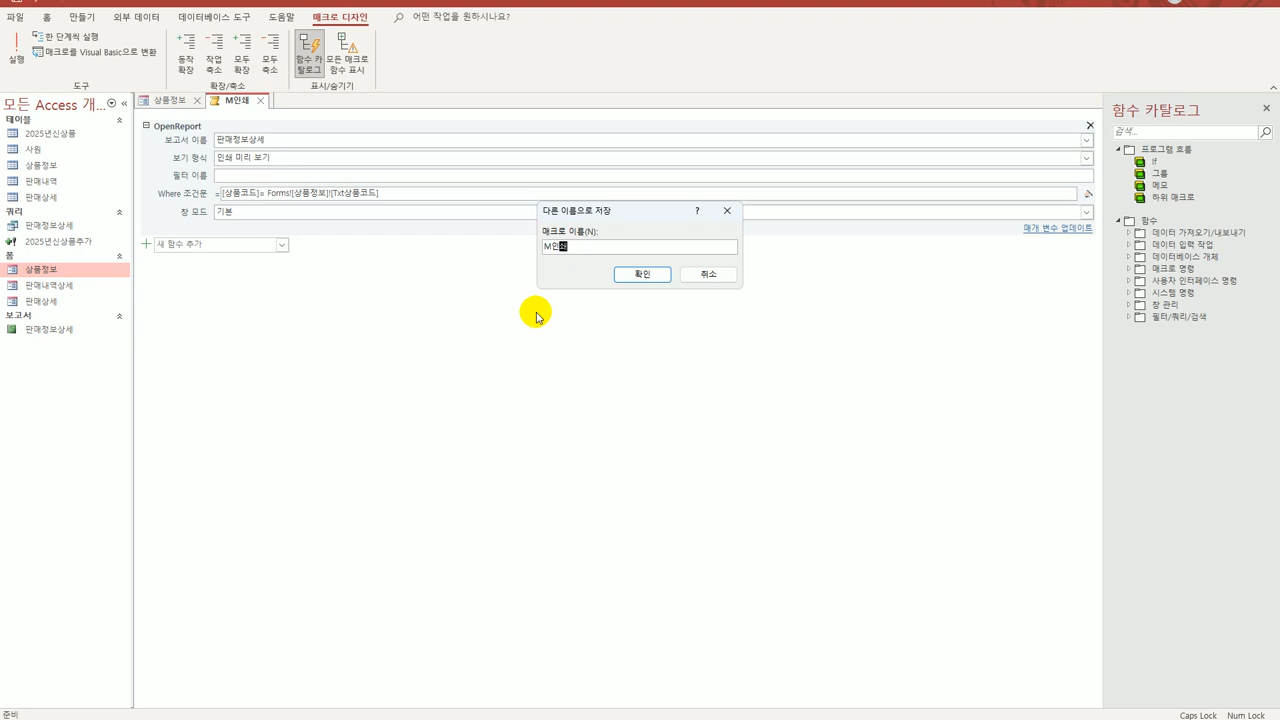 파일 홈 만들기 외부 데이터 데이터베이스 도구 도움말 매크로 디자인 어떤 작업을 원하시나요?
실행
한 단계씩 실행
매크로를 Visual Basic으로 변환
도구
동작 확장
작업 축소
모두 확장
모두 축소
확장/축소
함수 카탈로그
모든 매크로 함수 표시
표시/숨기기
모든 Access 개...
테이블
2025년신상품
사원
상품정보
판매내역
판매상세
쿼리
판매정보상세
2025년신상품추가
폼
상품정보
판매내역상세
판매상세
보고서
판매정보상세
상품정보 M인쇄
OpenReport
보고서 이름 판매정보상세
보기 형식 인쇄 미리 보기
필터 이름
Where 조건문 = [상품코드]= Forms![상품정보]![Txt상품코드]
창 모드 기본
매개 변수 업데이트
새 함수 추가
다른 이름으로 저장 ?
매크로 이름(N):
M인쇄
확인 취소
함수 카탈로그
검색...
프로그램 흐름
If
그룹
메모
하위 매크로
함수
데이터 가져오기/내보내기
데이터 입력 작업
데이터베이스 개체
매크로 명령
사용자 인터페이스 명령
시스템 명령
창 관리
필터/쿼리/검색
준비
Caps Lock Num Lock